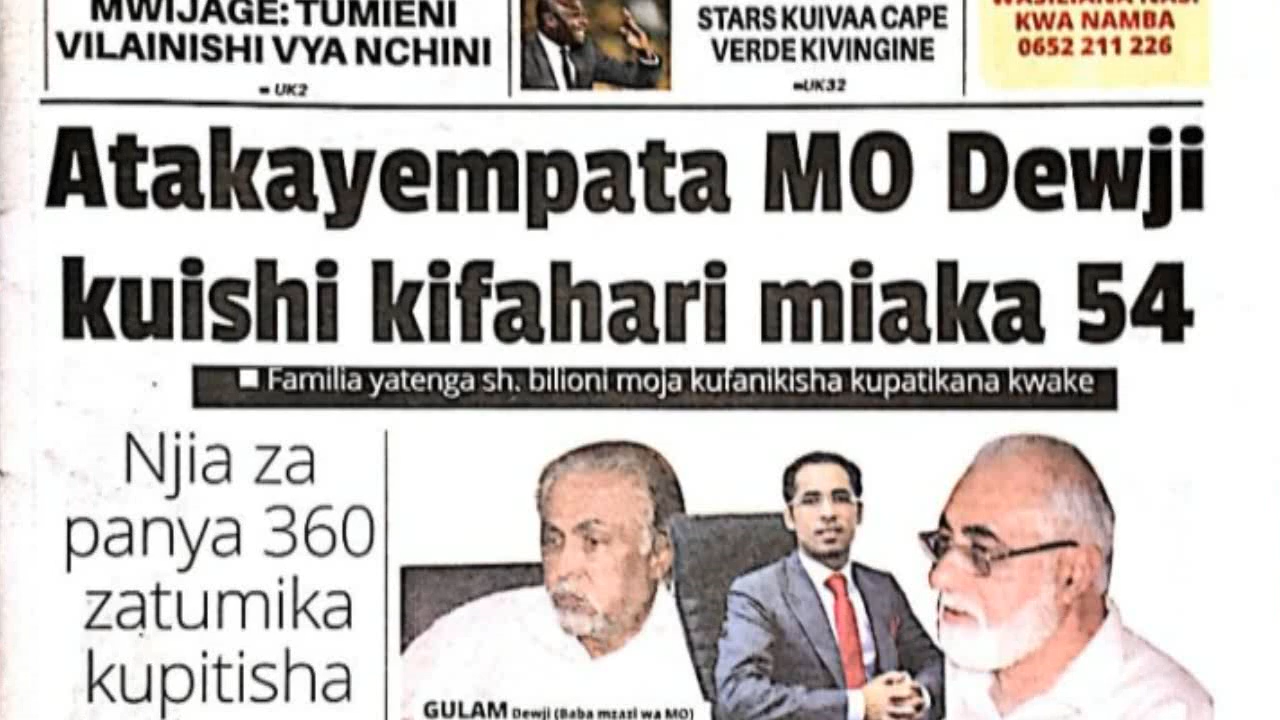 MWIJAGE: TUMIENI
VILAINISHI VYA NCHINI
UK2
STARS KUIVAA CAPE
VERDE KIVINGINE
UK32
WASILIANA NASI
KWA NAMBA
0652 211 226
Atakayempata MO Dewji
kuishi kifahari miaka 54
Familia yatenga sh. bilioni moja kufanikisha kupatikana kwake
Njia za
panya 360
zatumika
kupitisha
GULAM Dewji (Baba mzazi wa MO)